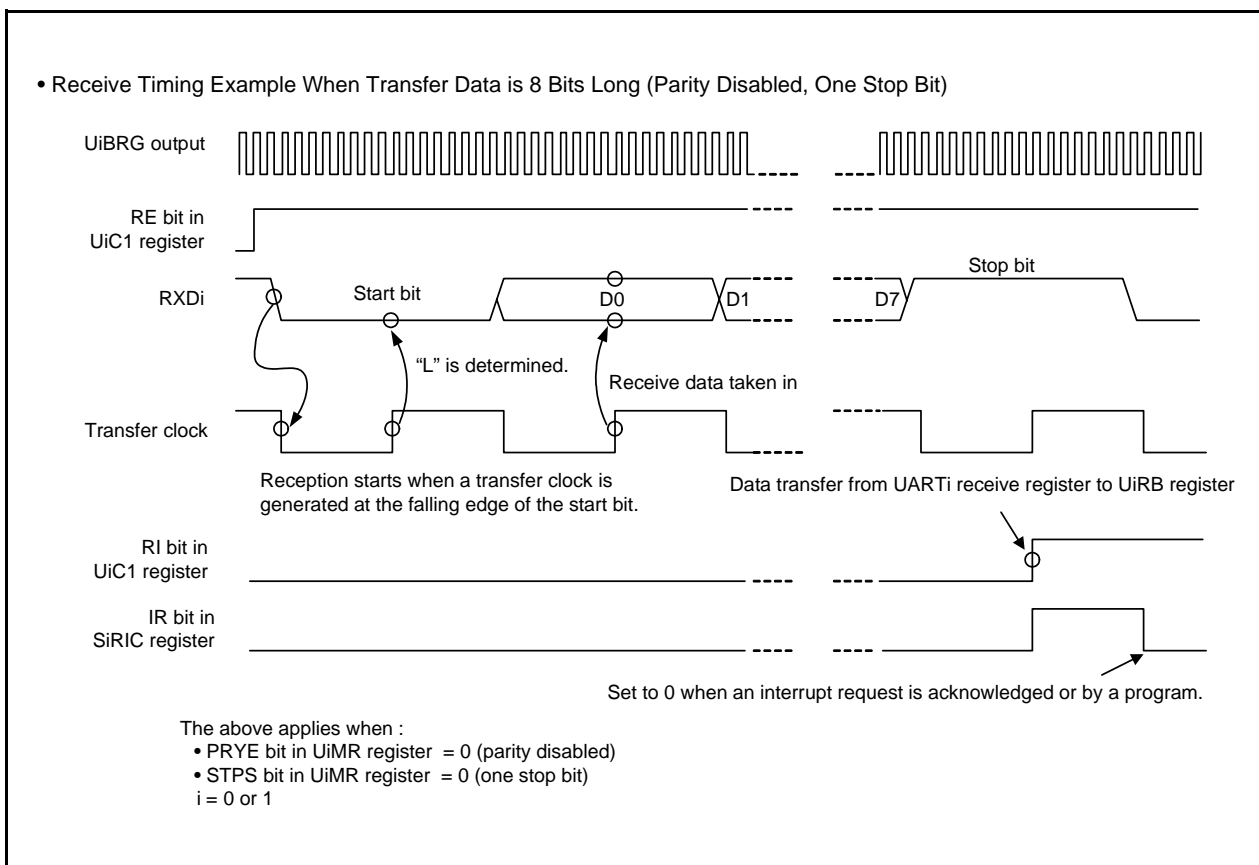 • Receive Timing Example When Transfer Data is 8 Bits Long (Parity Disabled, One Stop Bit)
UiBRG output
RE bit in
UiC1 register
RXDi
Start bit
D0
D1
D7
Stop bit
“L” is determined.
Receive data taken in
Transfer clock
Reception starts when a transfer clock is
generated at the falling edge of the start bit.
Data transfer from UARTi receive register to UiRB register
RI bit in
UiC1 register
IR bit in
SiRIC register
Set to 0 when an interrupt request is acknowledged or by a program.
The above applies when :
• PRYE bit in UiMR register = 0 (parity disabled)
• STPS bit in UiMR register = 0 (one stop bit)
i = 0 or 1